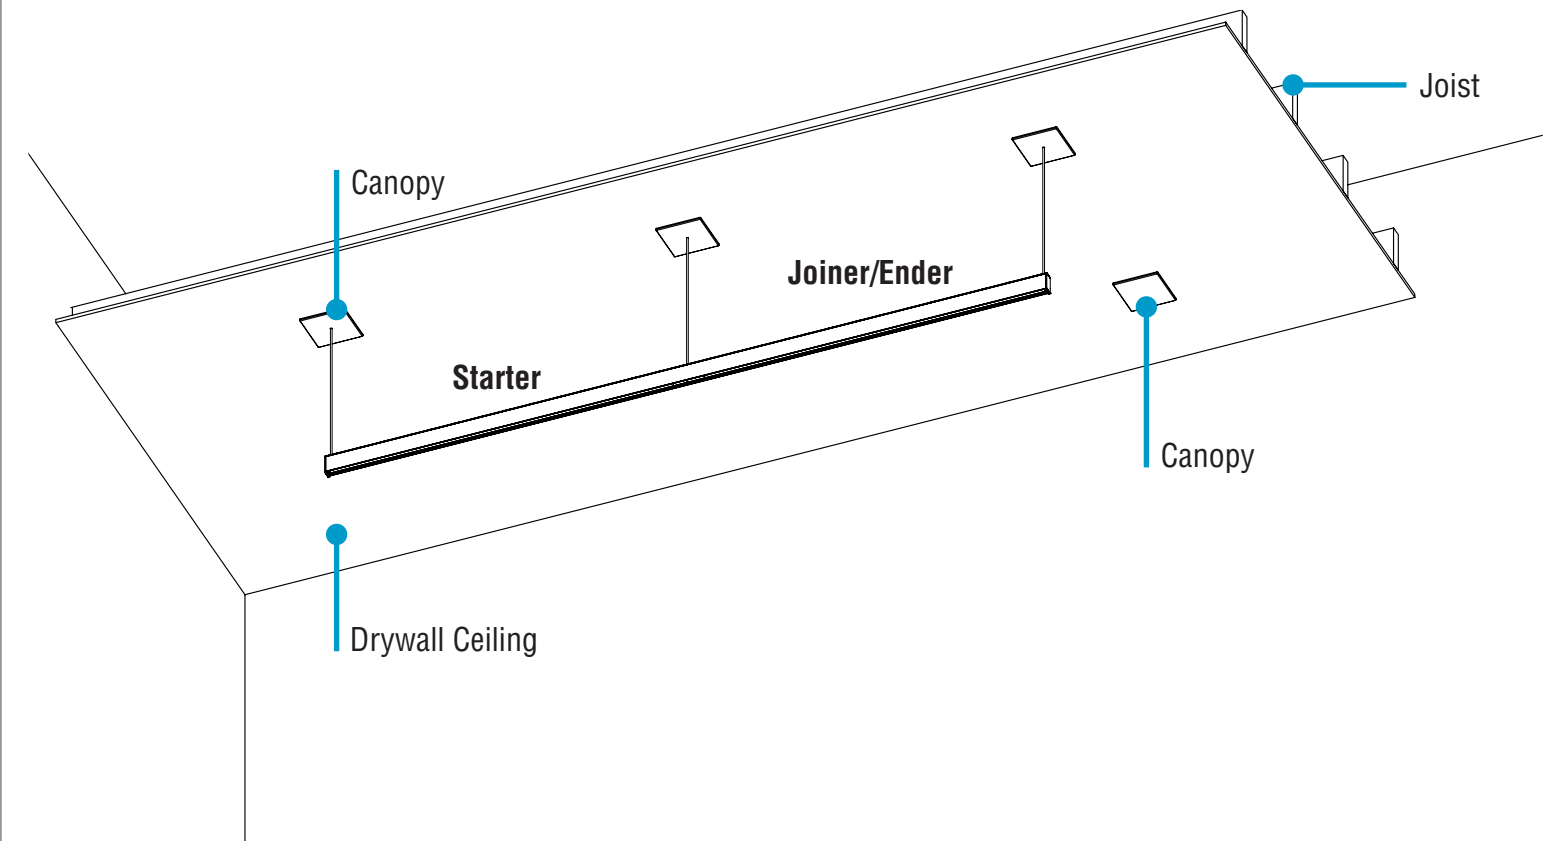 Joist
Canopy
Joiner/Ender
Starter
Canopy
Drywall Ceiling